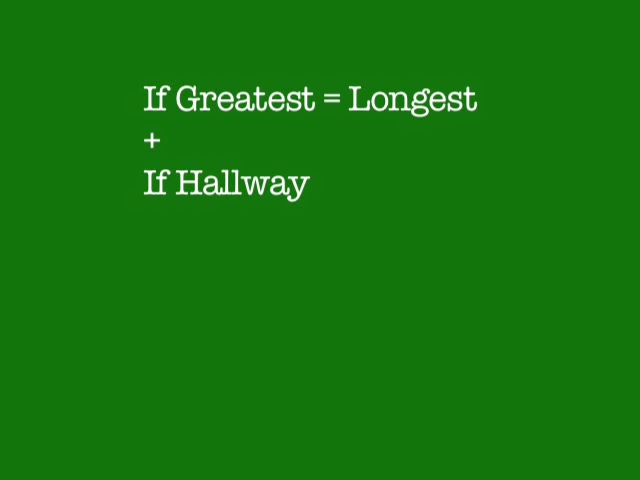 If Greatest = Longest
+
If Hallway